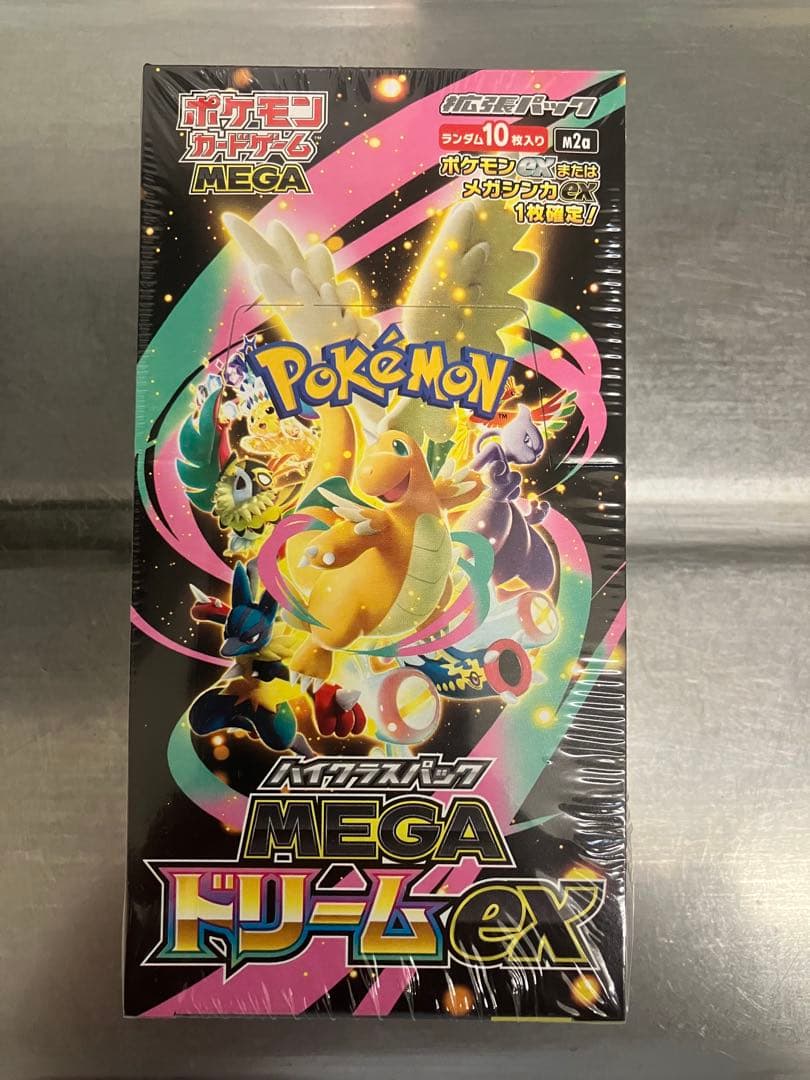 ポケモン
カードゲーム™
MEGA
拡張パック
ランダム10枚入り
M2a
ポケモンexまたは
メガシンカex
1枚確定!
POKÉMON™
ハイクラスパック
MEGA
ドリームex